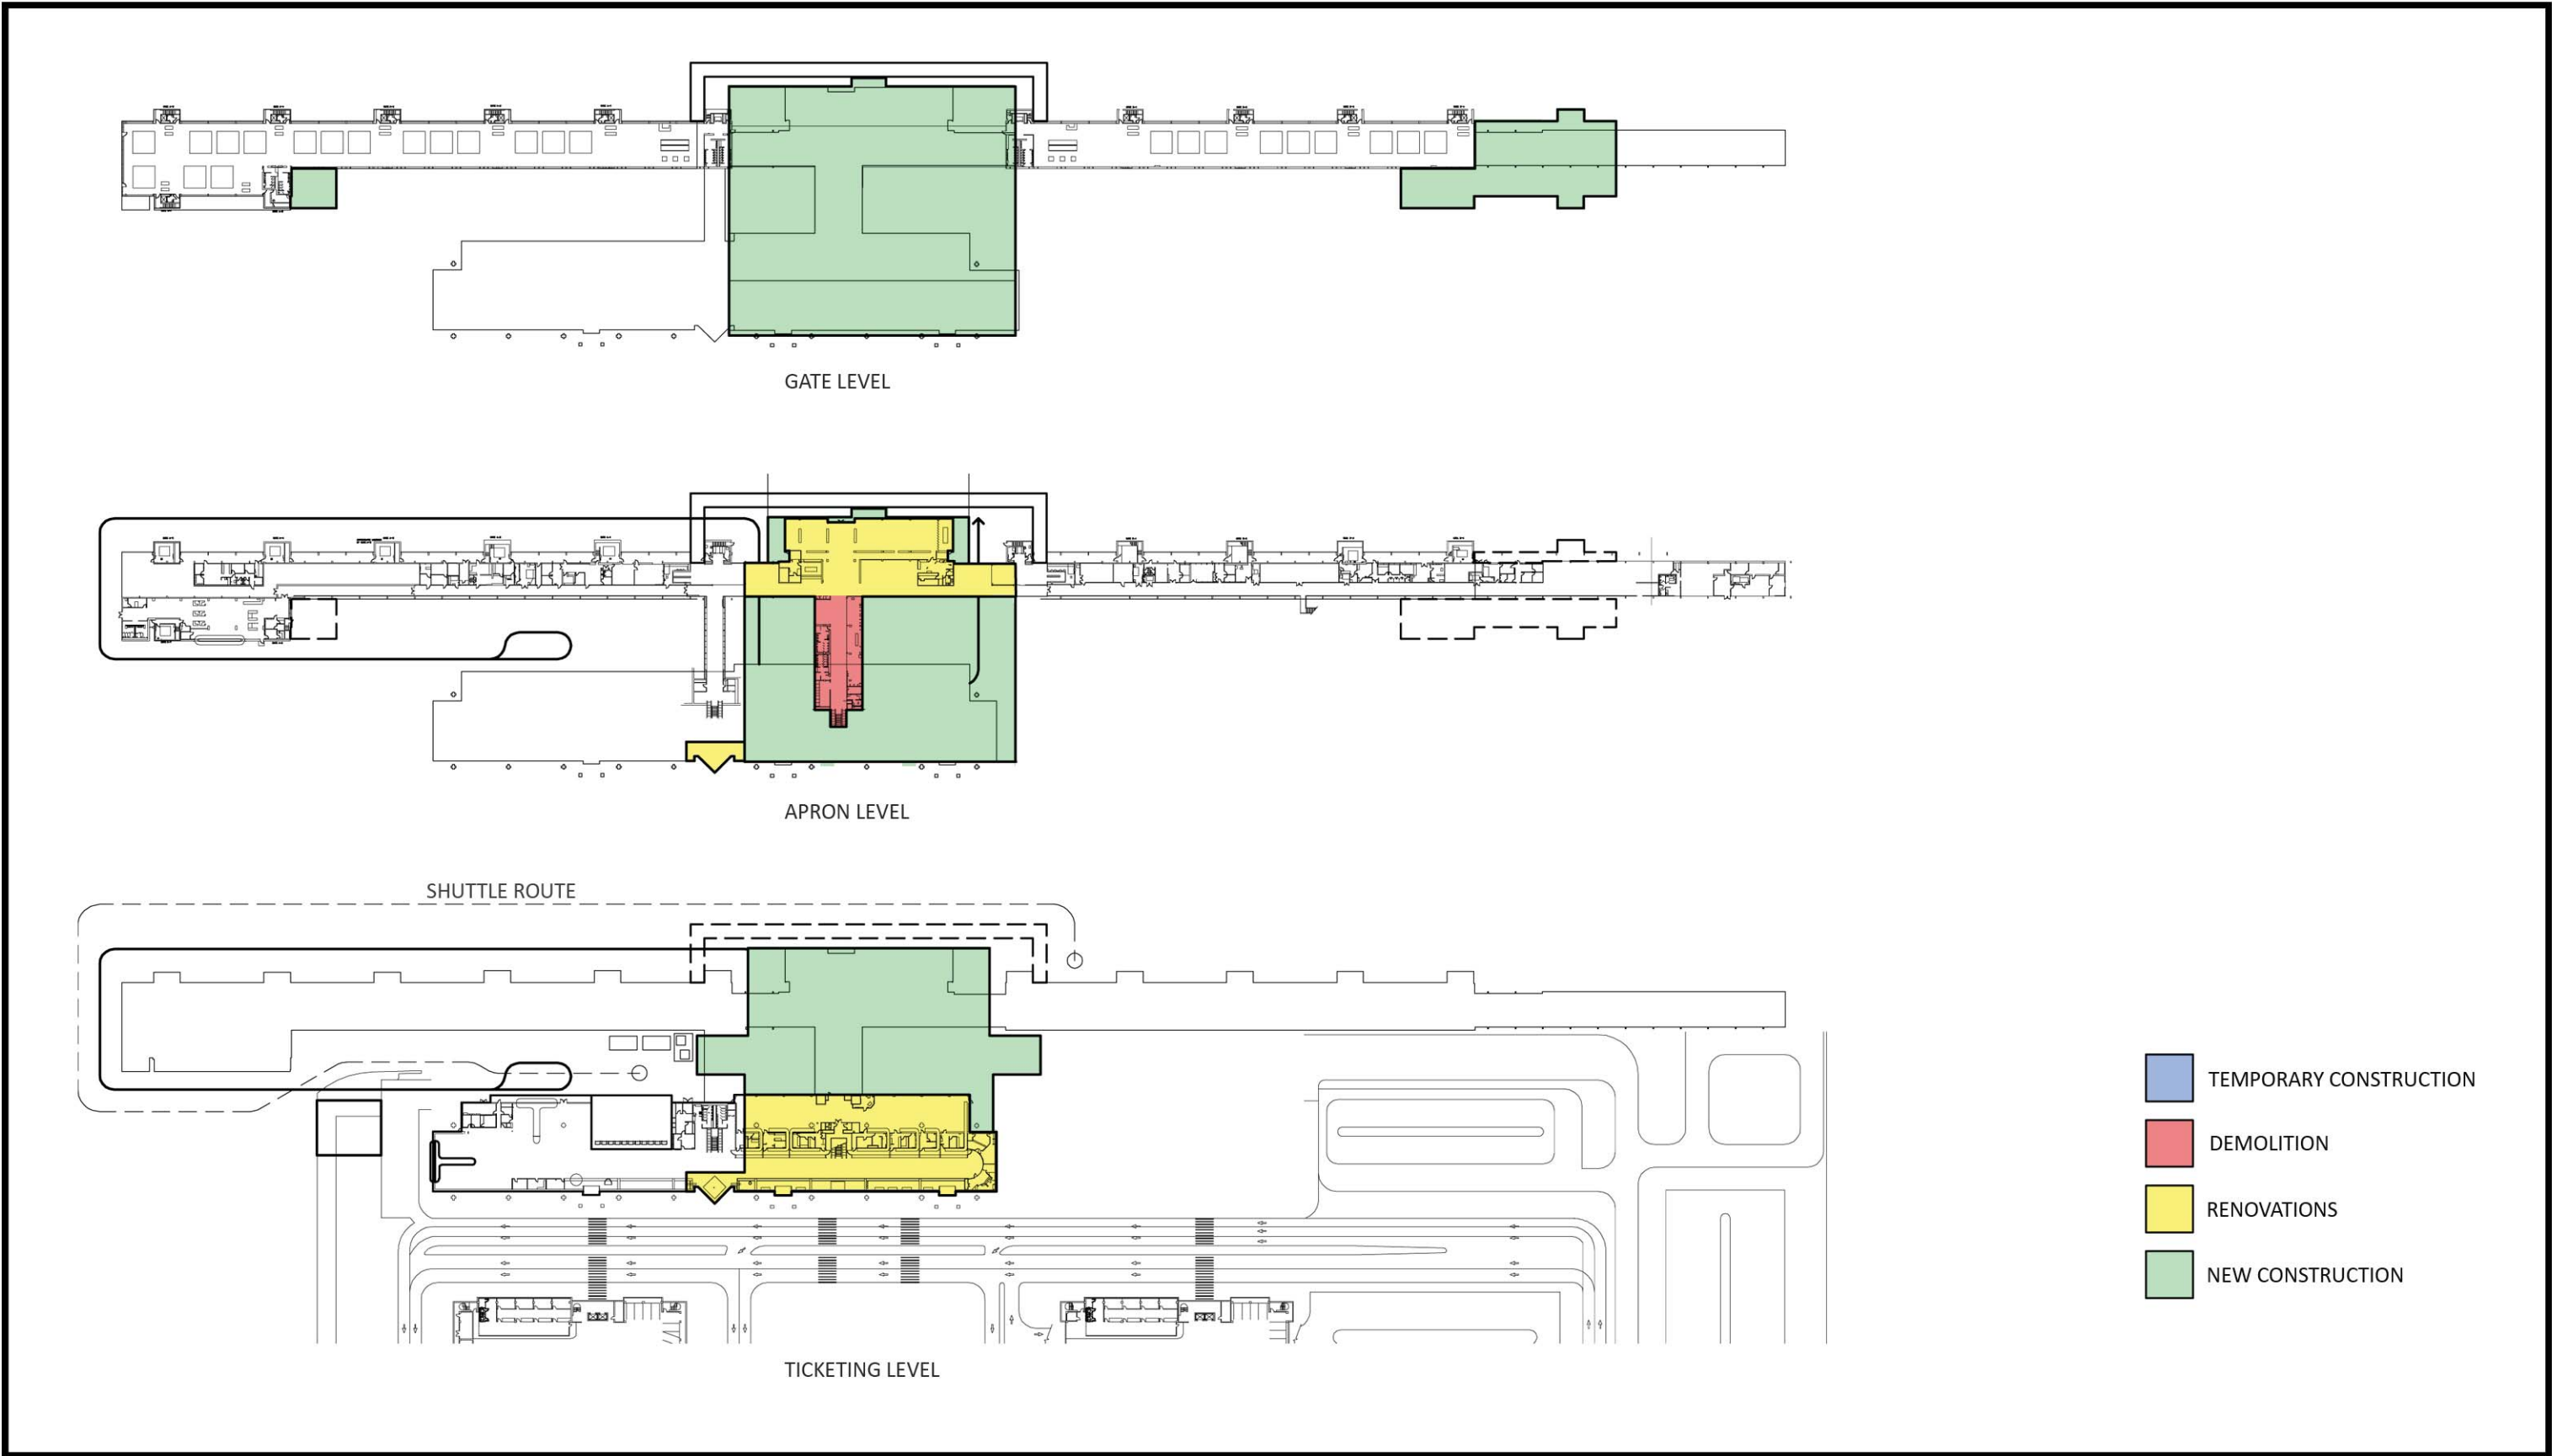 GATE LEVEL
APRON LEVEL
SHUTTLE ROUTE
TICKETING LEVEL
TEMPORARY CONSTRUCTION
DEMOLITION
RENOVATIONS
NEW CONSTRUCTION